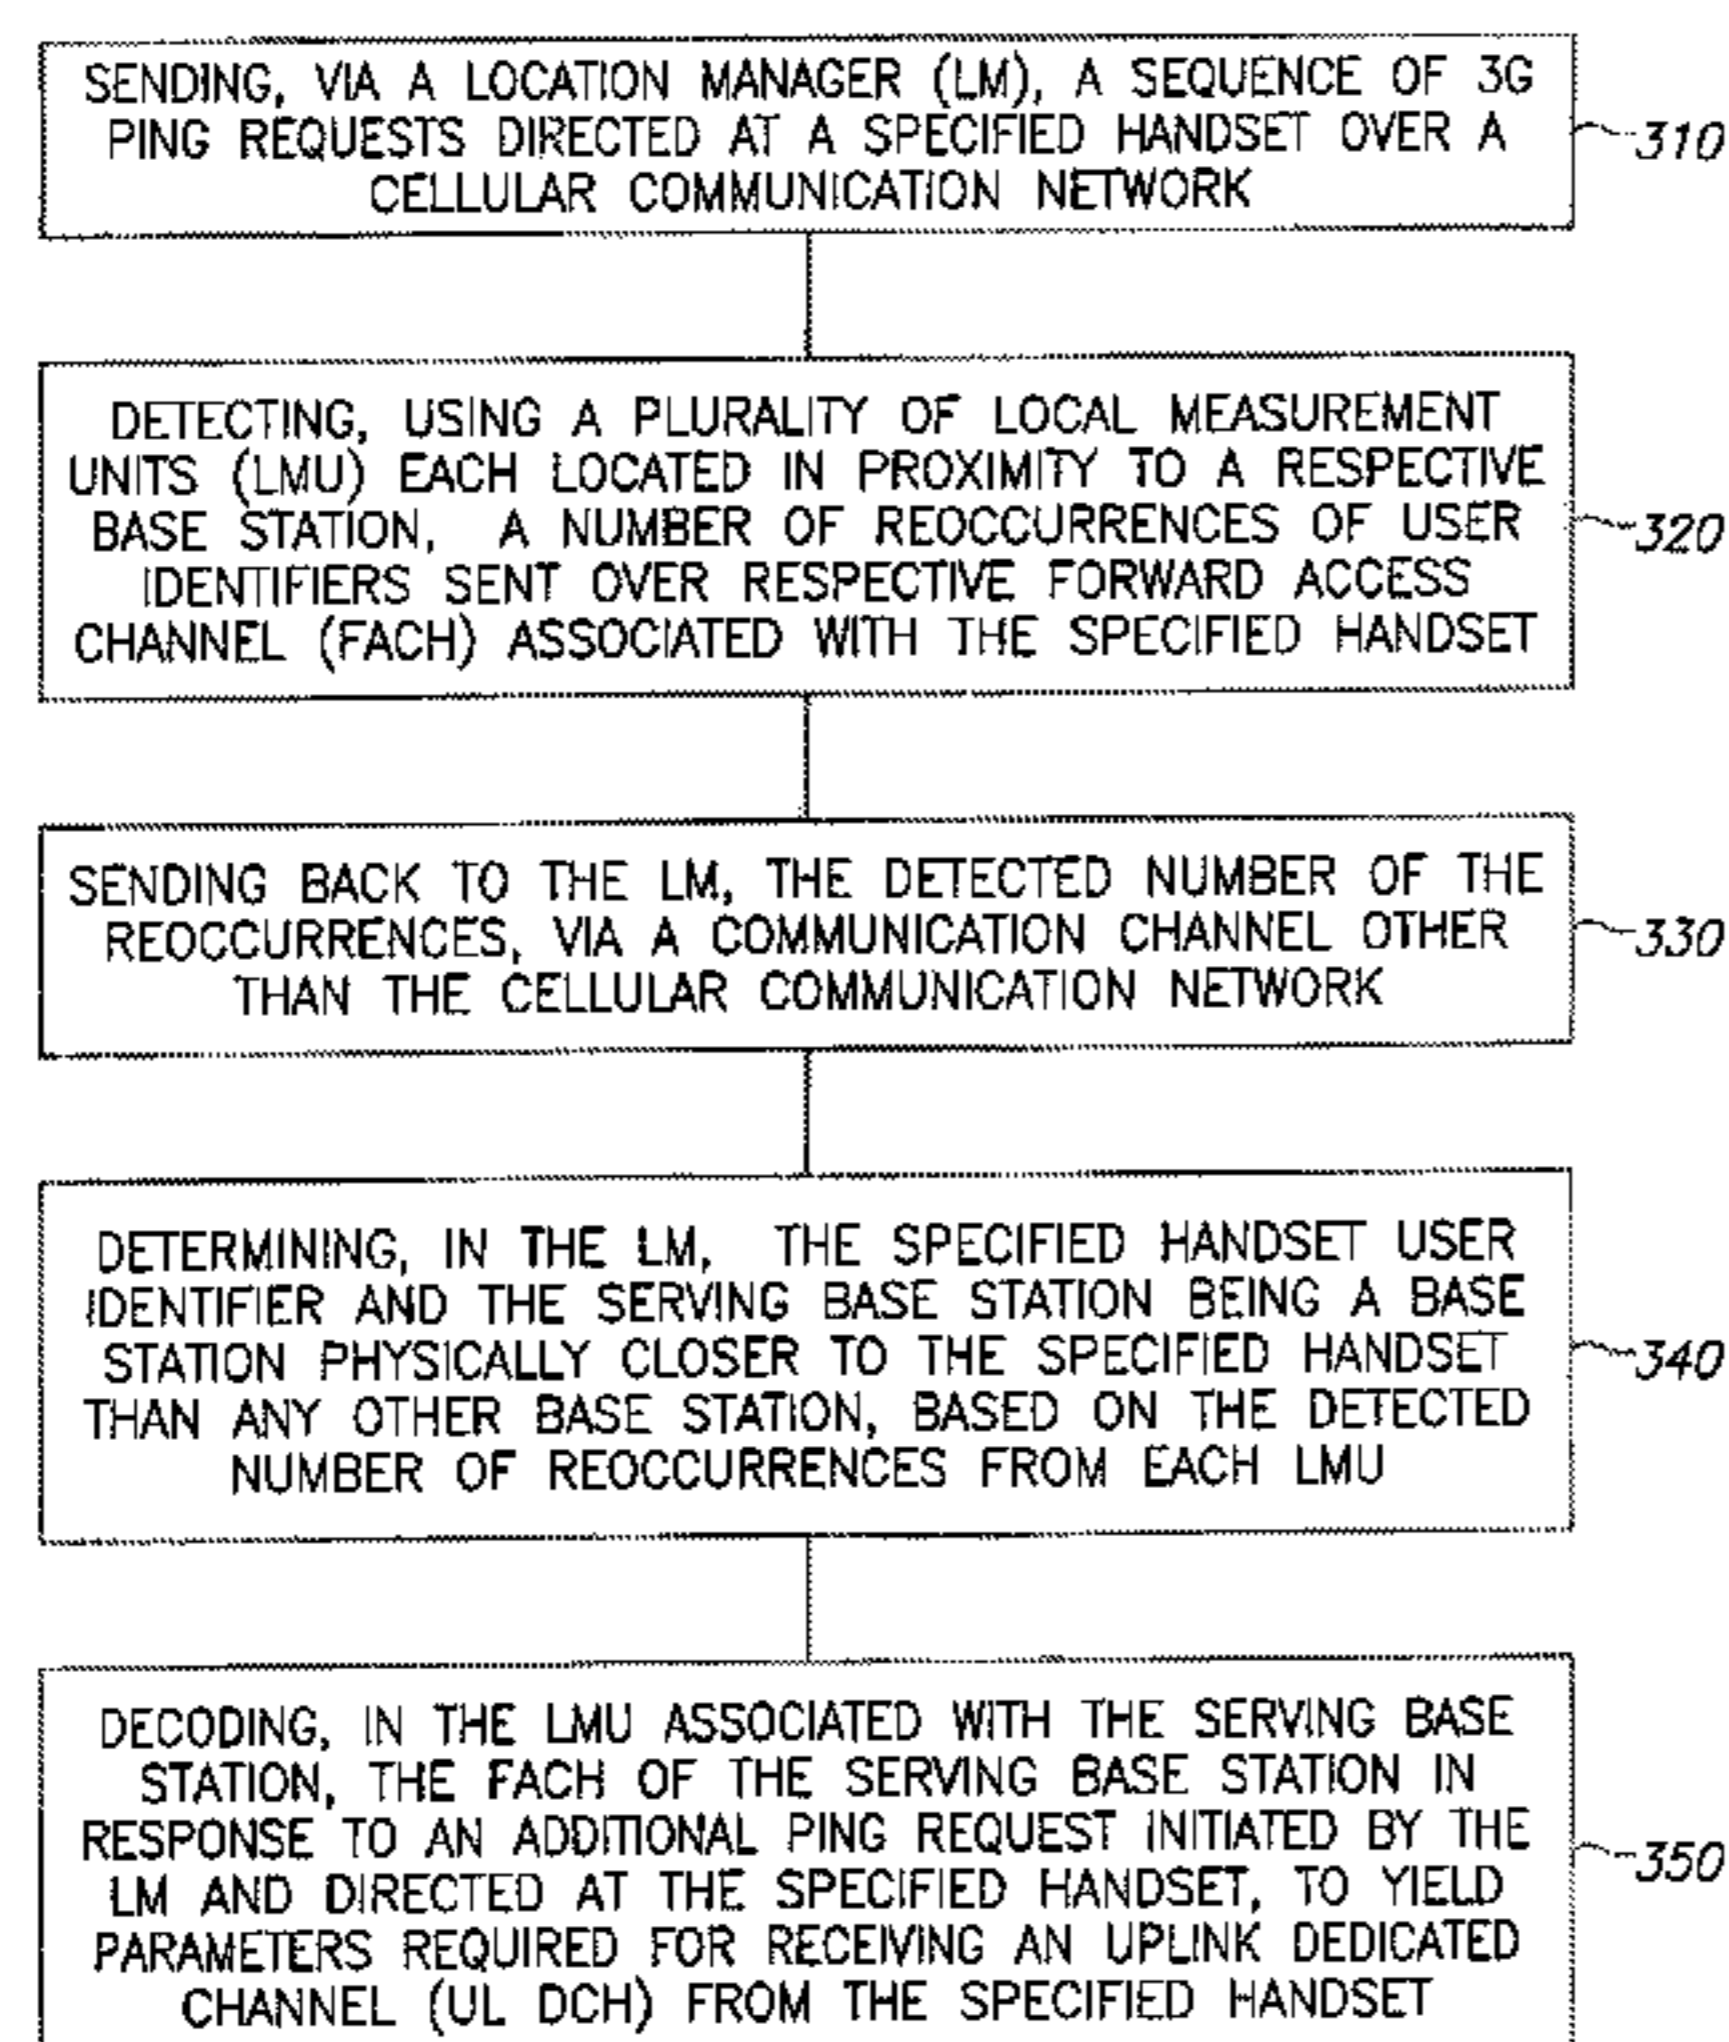 SENDING, VIA A LOCATION MANAGER (LM), A SEQUENCE OF 3G
PING REQUESTS DIRECTED AT A SPECIFIED HANDSET OVER A
CELLULAR COMMUNICATION NETWORK
310
DETECTING, USING A PLURALITY OF LOCAL MEASUREMENT
UNITS (LMU) EACH LOCATED IN PROXIMITY TO A RESPECTIVE
BASE STATION, A NUMBER OF REOCCURRENCES OF USER
IDENTIFIERS SENT OVER RESPECTIVE FORWARD ACCESS
CHANNEL (FACH) ASSOCIATED WITH THE SPECIFIED HANDSET
320
SENDING BACK TO THE LM, THE DETECTED NUMBER OF THE
REOCCURRENCES, VIA A COMMUNICATION CHANNEL OTHER
THAN THE CELLULAR COMMUNICATION NETWORK
330
DETERMINING, IN THE LM, THE SPECIFIED HANDSET USER
IDENTIFIER AND THE SERVING BASE STATION BEING A BASE
STATION PHYSICALLY CLOSER TO THE SPECIFIED HANDSET
THAN ANY OTHER BASE STATION, BASED ON THE DETECTED
NUMBER OF REOCCURRENCES FROM EACH LMU
340
DECODING, IN THE LMU ASSOCIATED WITH THE SERVING BASE
STATION, THE FACH OF THE SERVING BASE STATION IN
RESPONSE TO AN ADDITIONAL PING REQUEST INITIATED BY THE
LM AND DIRECTED AT THE SPECIFIED HANDSET, TO YIELD
PARAMETERS REQUIRED FOR RECEIVING AN UPLINK DEDICATED
CHANNEL (UL DCH) FROM THE SPECIFIED HANDSET
350